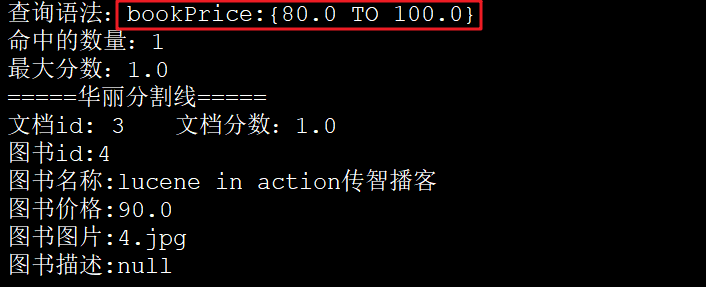 查询语法：bookPrice:{80.0 TO 100.0}
命中的数量：1
最大分数：1.0
=====华丽分割线=====
文档id: 3	文档分数：1.0
图书id:4
图书名称:lucene in action传智播客
图书价格:90.0
图书图片:4.jpg
图书描述:null